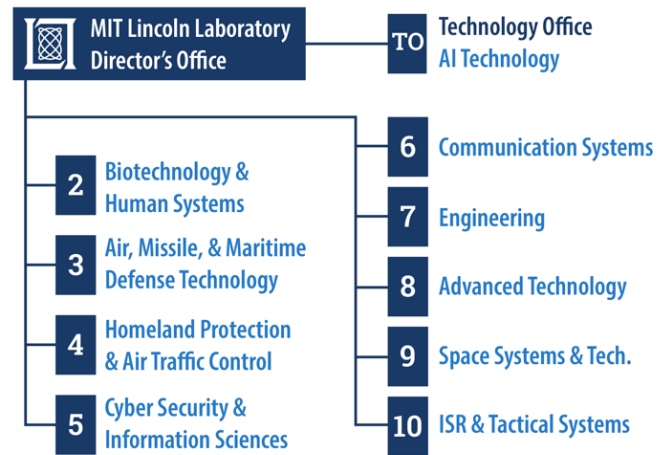 MIT Lincoln Laboratory
Director's Office
TO
Technology Office
AI Technology
2
Biotechnology &
Human Systems
3
Air, Missile, & Maritime
Defense Technology
4
Homeland Protection
& Air Traffic Control
5
Cyber Security &
Information Sciences
6
Communication Systems
7
Engineering
8
Advanced Technology
9
Space Systems & Tech.
10
ISR & Tactical Systems